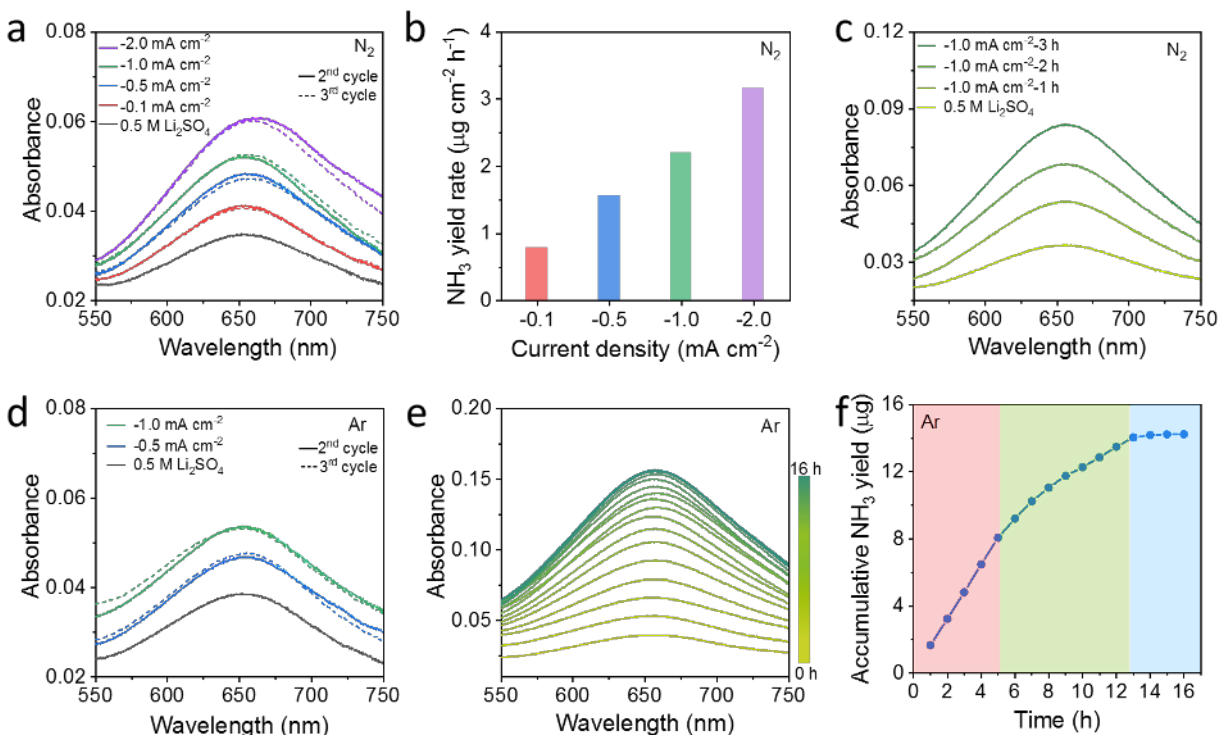 a
-2.0 mA cm⁻²
-1.0 mA cm⁻²
-0.5 mA cm⁻²
-0.1 mA cm⁻²
0.5 M Li₂SO₄
N₂
2ⁿᵈ cycle
3ʳᵈ cycle
0.08
0.06
0.04
0.02
Absorbance
550 600 650 700 750
Wavelength (nm)
b
N₂
4
3
2
1
0
NH₃ yield rate (μg cm⁻² h⁻¹)
-0.1 -0.5 -1.0 -2.0
Current density (mA cm⁻²)
c
-1.0 mA cm⁻²-3 h
-1.0 mA cm⁻²-2 h
-1.0 mA cm⁻²-1 h
0.5 M Li₂SO₄
N₂
0.12
0.09
0.06
0.03
Absorbance
550 600 650 700 750
Wavelength (nm)
d
-1.0 mA cm⁻²
-0.5 mA cm⁻²
0.5 M Li₂SO₄
Ar
2ⁿᵈ cycle
3ʳᵈ cycle
0.08
0.06
0.04
0.02
Absorbance
550 600 650 700 750
Wavelength (nm)
e
Ar
16 h
0 h
0.20
0.15
0.10
0.05
Absorbance
550 600 650 700 750
Wavelength (nm)
f
Ar
16
12
8
4
0
Accumulative NH₃ yield (μg)
0 2 4 6 8 10 12 14 16
Time (h)